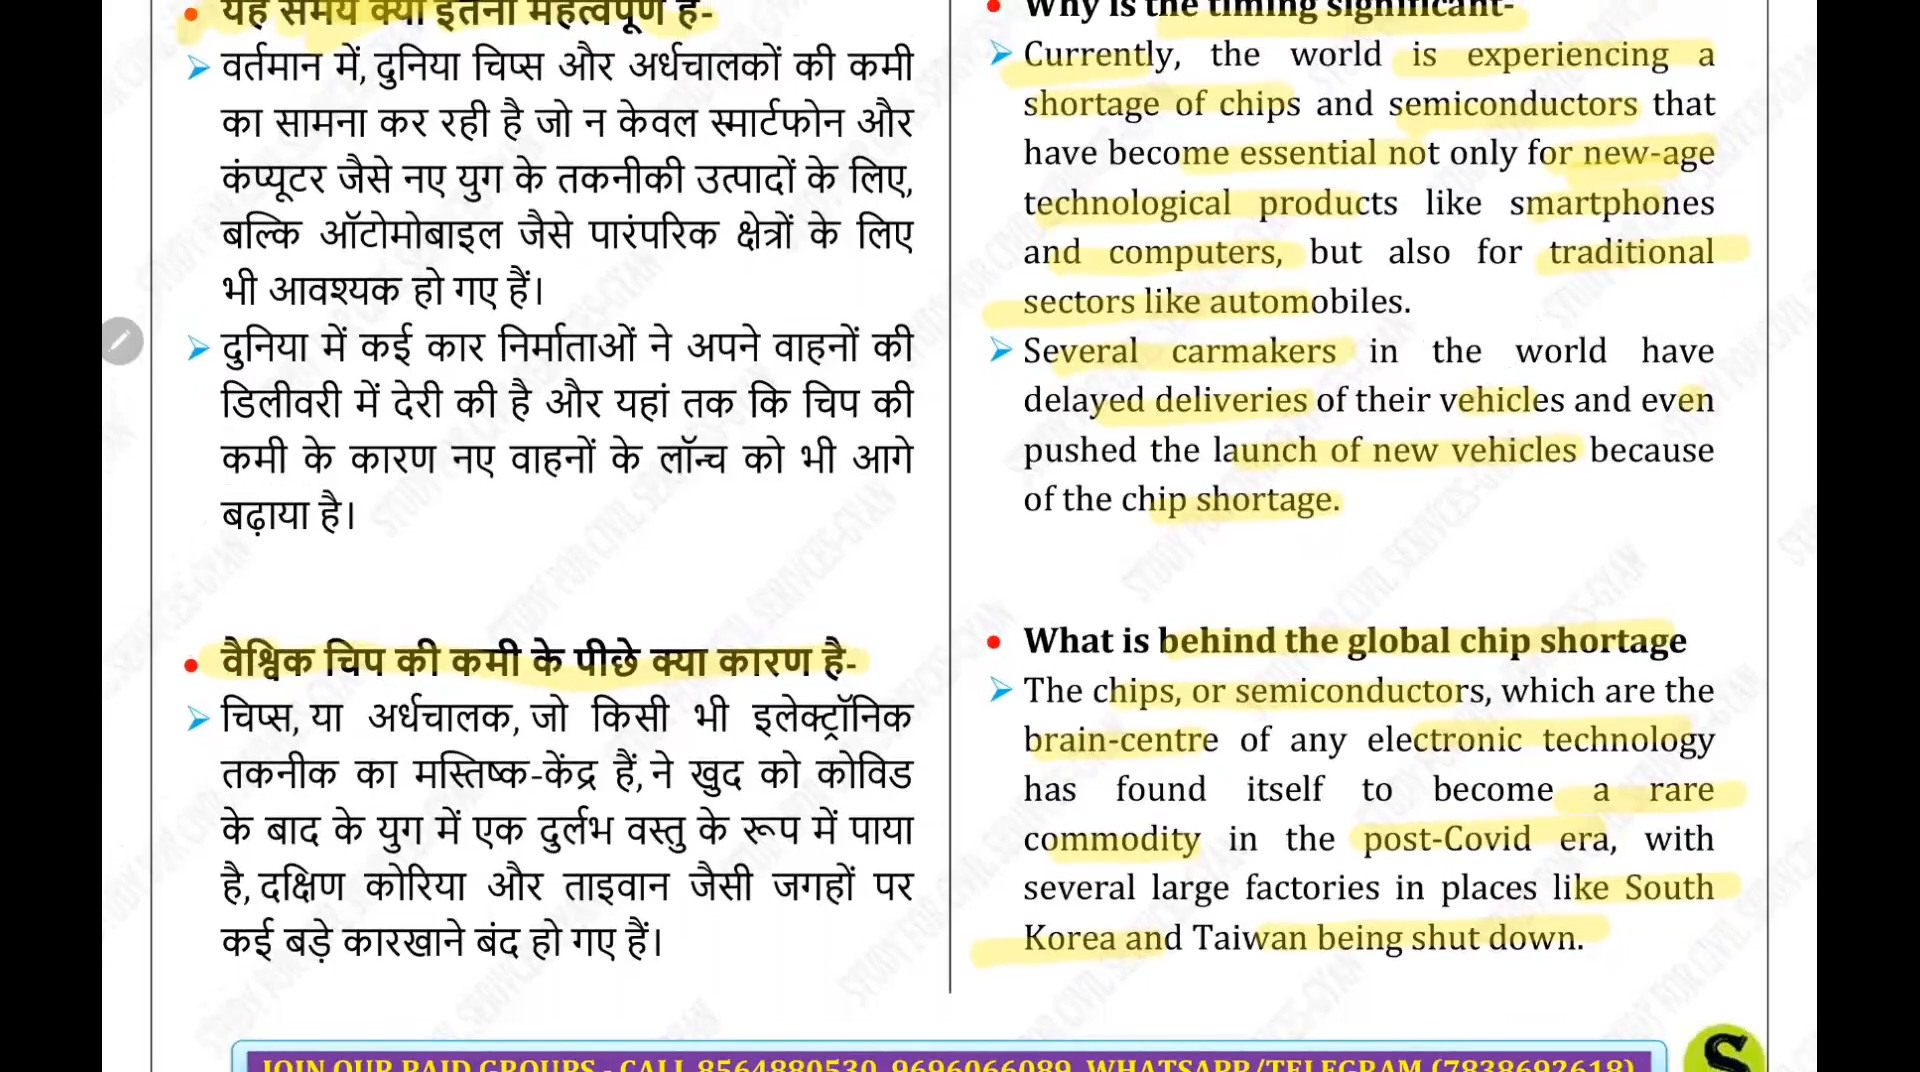 यह समय क्यों इतना महत्वपूर्ण है-
वर्तमान में, दुनिया चिप्स और अर्धचालकों की कमी
का सामना कर रही है जो न केवल स्मार्टफोन और
कंप्यूटर जैसे नए युग के तकनीकी उत्पादों के लिए,
बल्कि ऑटोमोबाइल जैसे पारंपरिक क्षेत्रों के लिए
भी आवश्यक हो गए हैं।
दुनिया में कई कार निर्माताओं ने अपने वाहनों की
डिलीवरी में देरी की है और यहां तक कि चिप की
कमी के कारण नए वाहनों के लॉन्च को भी आगे
बढ़ाया है।
वैश्विक चिप की कमी के पीछे क्या कारण है-
चिप्स, या अर्धचालक, जो किसी भी इलेक्ट्रॉनिक
तकनीक का मस्तिष्क-केंद्र हैं, ने खुद को कोविड
के बाद के युग में एक दुर्लभ वस्तु के रूप में पाया
है, दक्षिण कोरिया और ताइवान जैसी जगहों पर
कई बड़े कारखाने बंद हो गए हैं।
Why is the timing significant-
Currently, the world is experiencing a
shortage of chips and semiconductors that
have become essential not only for new-age
technological products like smartphones
and computers, but also for traditional
sectors like automobiles.
Several carmakers in the world have
delayed deliveries of their vehicles and even
pushed the launch of new vehicles because
of the chip shortage.
What is behind the global chip shortage
The chips, or semiconductors, which are the
brain-centre of any electronic technology
has found itself to become a rare
commodity in the post-Covid era, with
several large factories in places like South
Korea and Taiwan being shut down.
JOIN OUR PAID GROUPS - CALL 8564880530, 9696066089, WHATSAPP/TELEGRAM (7838692618)
S